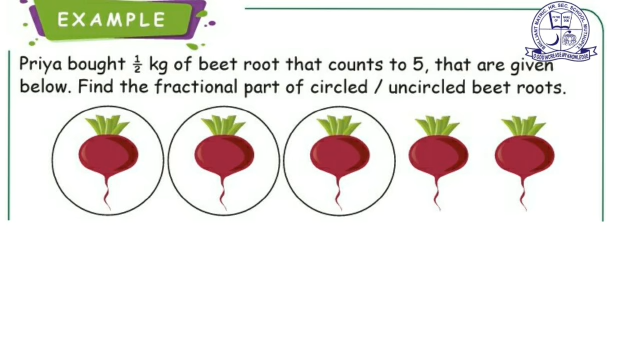 EXAMPLE
Priya bought 1/2 kg of beet root that counts to 5, that are given
below. Find the fractional part of circled / uncircled beet roots.